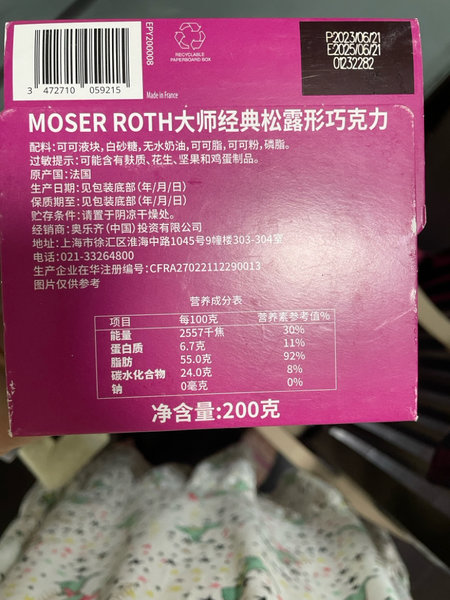 EPY200008
RECYCLABLE
PAPERBOARD BOX
P2023/06/21
E2025/06/21
01232282
3 472710 059215
Made in France
MOSER ROTH大师经典松露形巧克力
配料:可可液块,白砂糖,无水奶油,可可脂,可可粉,磷脂。
过敏提示:可能含有麸质、花生、坚果和鸡蛋制品。
原产国:法国
生产日期:见包装底部(年/月/日)
保质期至:见包装底部(年/月/日)
贮存条件:请置于阴凉干燥处。
经销商:奥乐齐(中国)投资有限公司
地址:上海市徐汇区淮海中路1045号9幢楼303-304室
电话:021-33264800
生产企业在华注册编号:CFRA27022112290013
图片仅供参考
营养成分表
项目 每100克 营养素参考值%
能量 2557千焦 30%
蛋白质 6.7克 11%
脂肪 55.0克 92%
碳水化合物 24.0克 8%
钠 0毫克 0%
净含量:200克